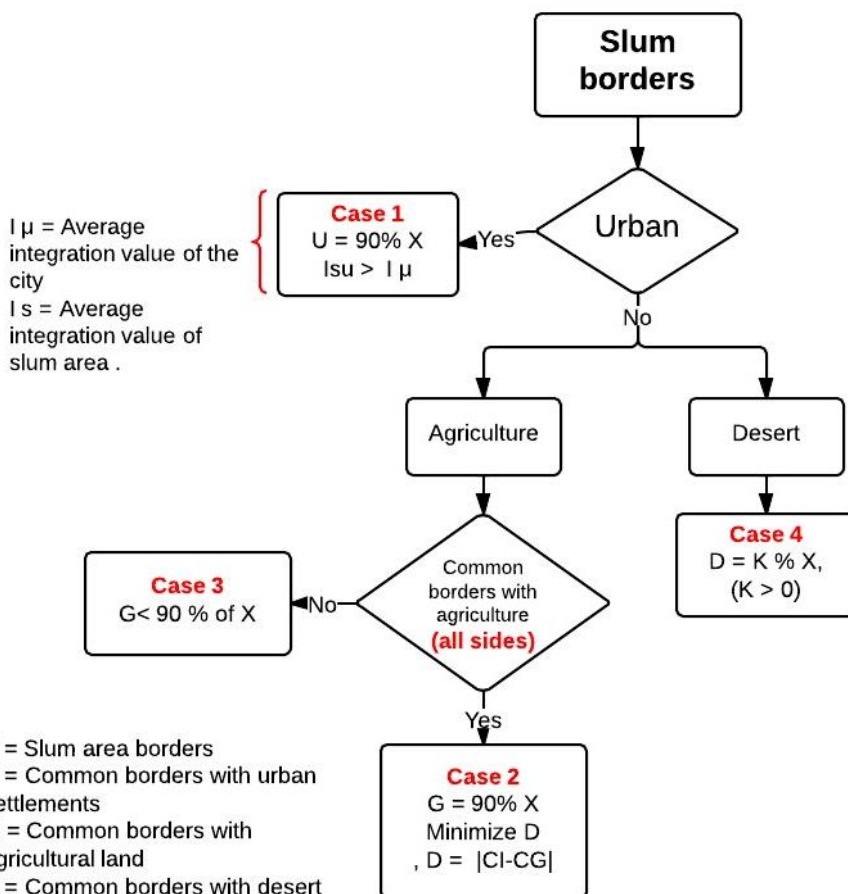 Slum
borders
Urban
Yes
Case 1
U = 90% X
Isu > I µ
I µ = Average
integration value of the
city
I s = Average
integration value of
slum area .
No
Agriculture
Desert
Case 4
D = K % X,
(K > 0)
Common
borders with
agriculture
(all sides)
No
Case 3
G< 90 % of X
Yes
Case 2
G = 90% X
Minimize D
, D = |CI-CG|
= Slum area borders
= Common borders with urban
ettlements
= Common borders with
gricultural land
= Common borders with desert